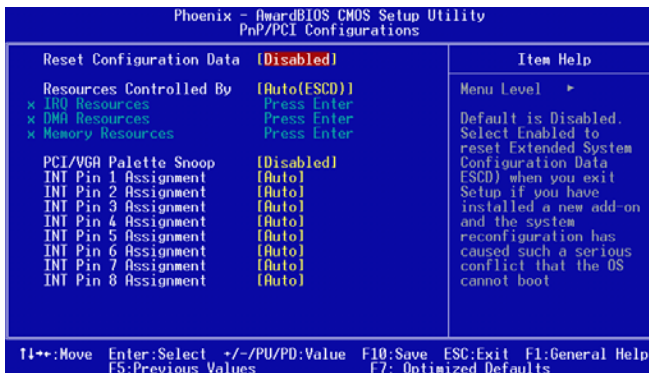 Phoenix - AwardBIOS CMOS Setup Utility
PnP/PCI Configurations
Reset Configuration Data [Disabled]
Resources Controlled By [Auto(ESCD)]
x IRQ Resources Press Enter
x DMA Resources Press Enter
x Memory Resources Press Enter
PCI/VGA Palette Snoop [Disabled]
INT Pin 1 Assignment [Auto]
INT Pin 2 Assignment [Auto]
INT Pin 3 Assignment [Auto]
INT Pin 4 Assignment [Auto]
INT Pin 5 Assignment [Auto]
INT Pin 6 Assignment [Auto]
INT Pin 7 Assignment [Auto]
INT Pin 8 Assignment [Auto]
Item Help
Menu Level ►
Default is Disabled.
Select Enabled to
reset Extended System
Configuration Data
ESCD) when you exit
Setup if you have
installed a new add-on
and the system
reconfiguration has
caused such a serious
conflict that the OS
cannot boot
↑↓→←:Move Enter:Select +/-/PU/PD:Value F10:Save ESC:Exit F1:General Help
F5:Previous Values F7: Optimized Defaults